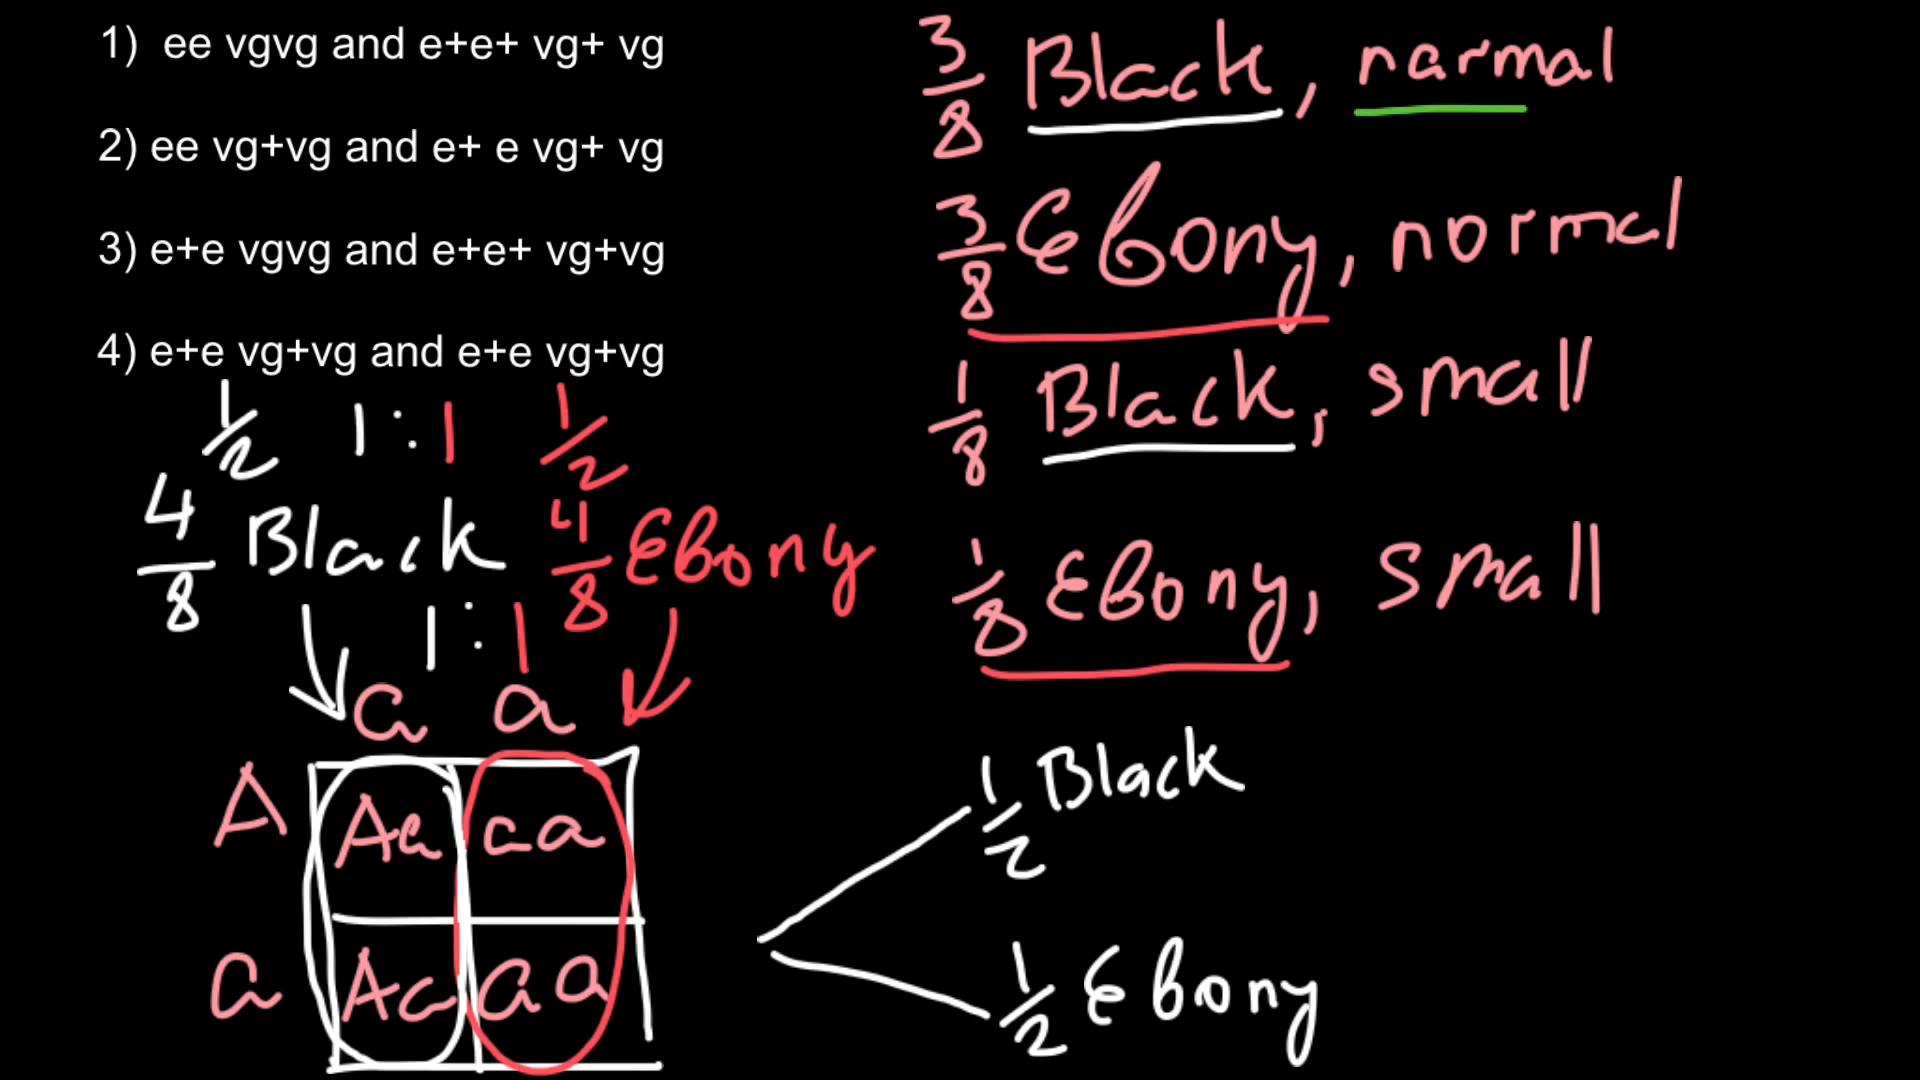 1) ee vgvg and e+e+ vg+ vg
2) ee vg+vg and e+ e vg+ vg
3) e+e vgvg and e+e+ vg+vg
4) e+e vg+vg and e+e vg+vg
1/2 1:1 1/2
4/8 Black 4/8 Ebony
1:1
a a
A Aa aa
a Aa aa
3/8 Black, normal
3/8 Ebony, normal
1/8 Black, small
1/8 Ebony, small
1/2 Black
1/2 Ebony